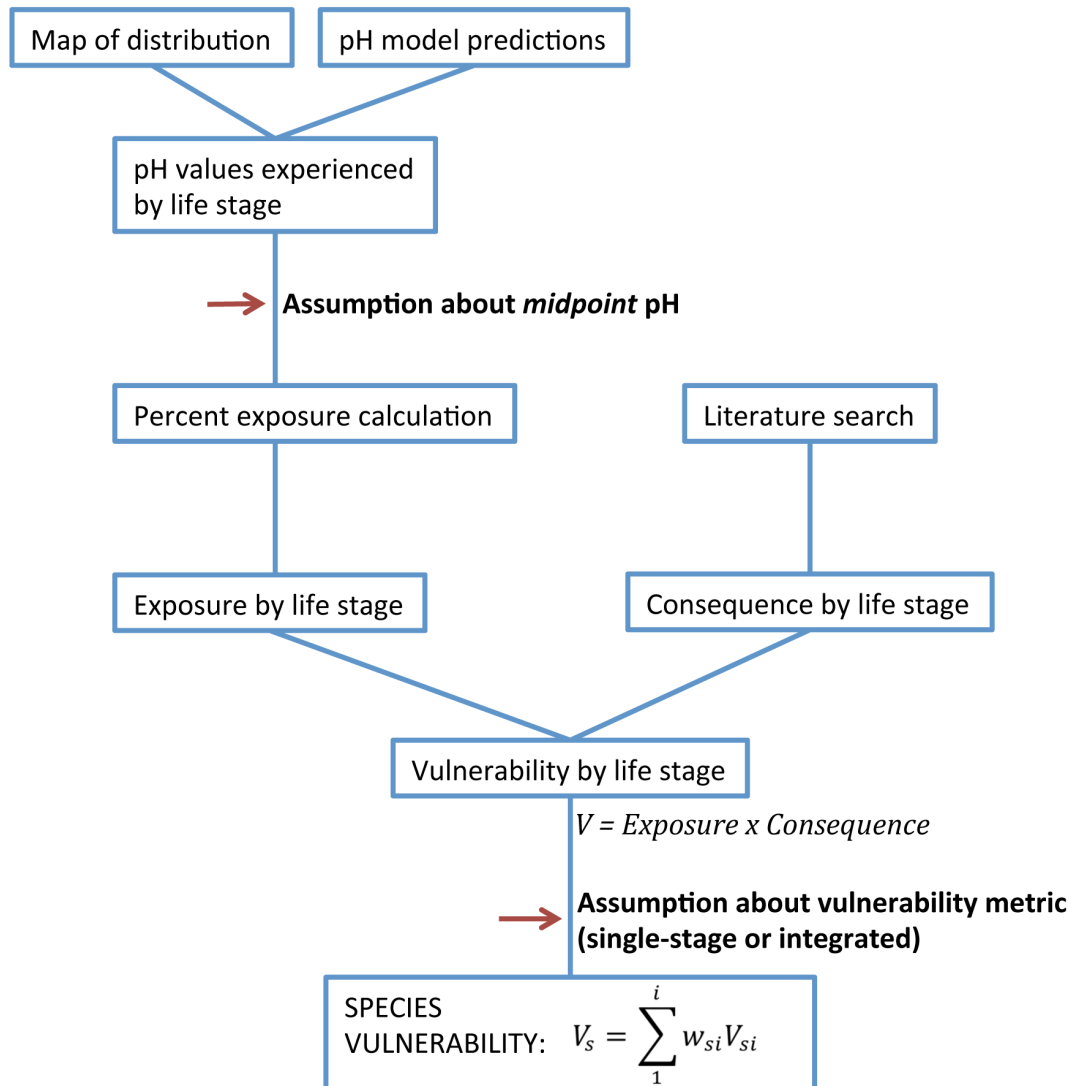 Map of distribution
pH model predictions
pH values experienced
by life stage
Assumption about midpoint pH
Percent exposure calculation
Literature search
Exposure by life stage
Consequence by life stage
Vulnerability by life stage
V = Exposure x Consequence
Assumption about vulnerability metric
(single-stage or integrated)
SPECIES
VULNERABILITY: Vₛ = ∑₁ⁱ wₛᵢVₛᵢ